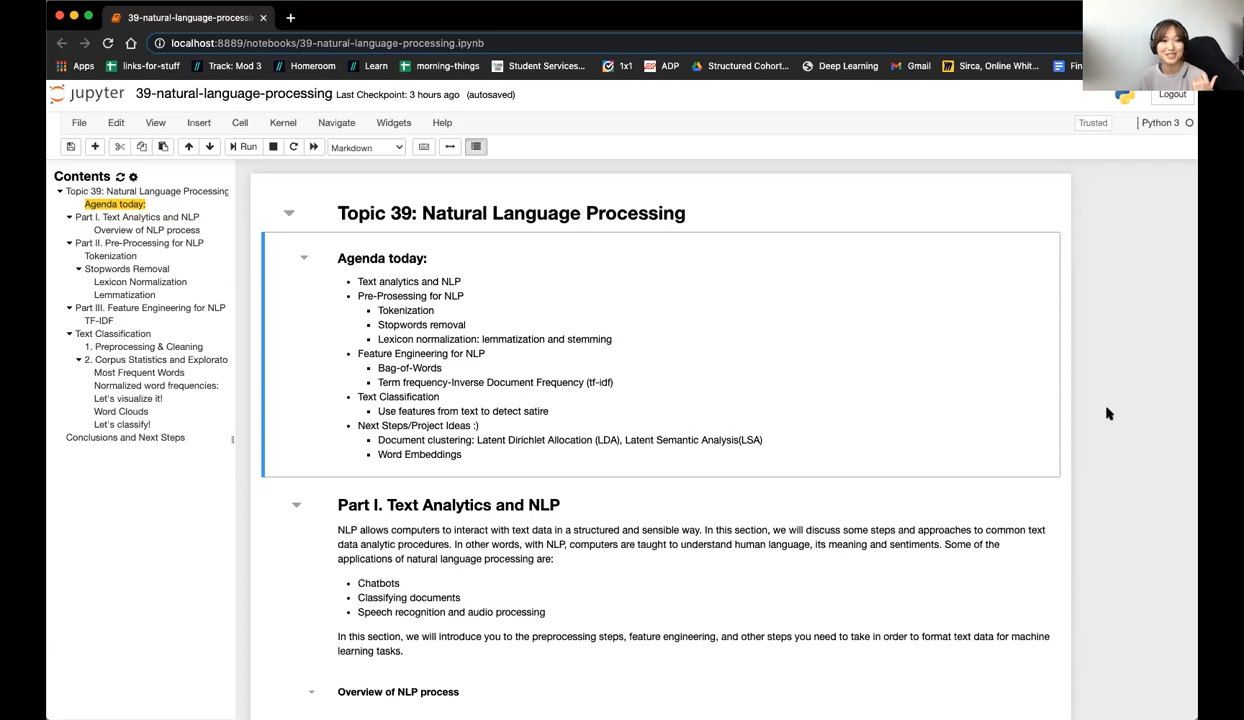 39-natural-language-processi
localhost:8889/notebooks/39-natural-language-processing.ipynb
Apps links-for-stuff Track: Mod 3 Homeroom Learn morning-things Student Services... 1x1 ADP Structured Cohort... Deep Learning Gmail Sirca, Online Whit... Fin
jupyter 39-natural-language-processing Last Checkpoint: 3 hours ago (autosaved)
Logout
File Edit View Insert Cell Kernel Navigate Widgets Help
Trusted Python 3
Run Markdown
Contents
Topic 39: Natural Language Processing
Agenda today:
Part I. Text Analytics and NLP
Overview of NLP process
Part II. Pre-Processing for NLP
Tokenization
Stopwords Removal
Lexicon Normalization
Lemmatization
Part III. Feature Engineering for NLP
TF-IDF
Text Classification
1. Preprocessing & Cleaning
2. Corpus Statistics and Explorato
Most Frequent Words
Normalized word frequencies:
Let's visualize it!
Word Clouds
Let's classify!
Conclusions and Next Steps
Topic 39: Natural Language Processing
Agenda today:
• Text analytics and NLP
• Pre-Prosessing for NLP
▪ Tokenization
▪ Stopwords removal
▪ Lexicon normalization: lemmatization and stemming
• Feature Engineering for NLP
▪ Bag-of-Words
▪ Term frequency-Inverse Document Frequency (tf-idf)
• Text Classification
▪ Use features from text to detect satire
• Next Steps/Project Ideas :)
▪ Document clustering: Latent Dirichlet Allocation (LDA), Latent Semantic Analysis(LSA)
▪ Word Embeddings
Part I. Text Analytics and NLP
NLP allows computers to interact with text data in a structured and sensible way. In this section, we will discuss some steps and approaches to common text
data analytic procedures. In other words, with NLP, computers are taught to understand human language, its meaning and sentiments. Some of the
applications of natural language processing are:
• Chatbots
• Classifying documents
• Speech recognition and audio processing
In this section, we will introduce you to the preprocessing steps, feature engineering, and other steps you need to take in order to format text data for machine
learning tasks.
Overview of NLP process